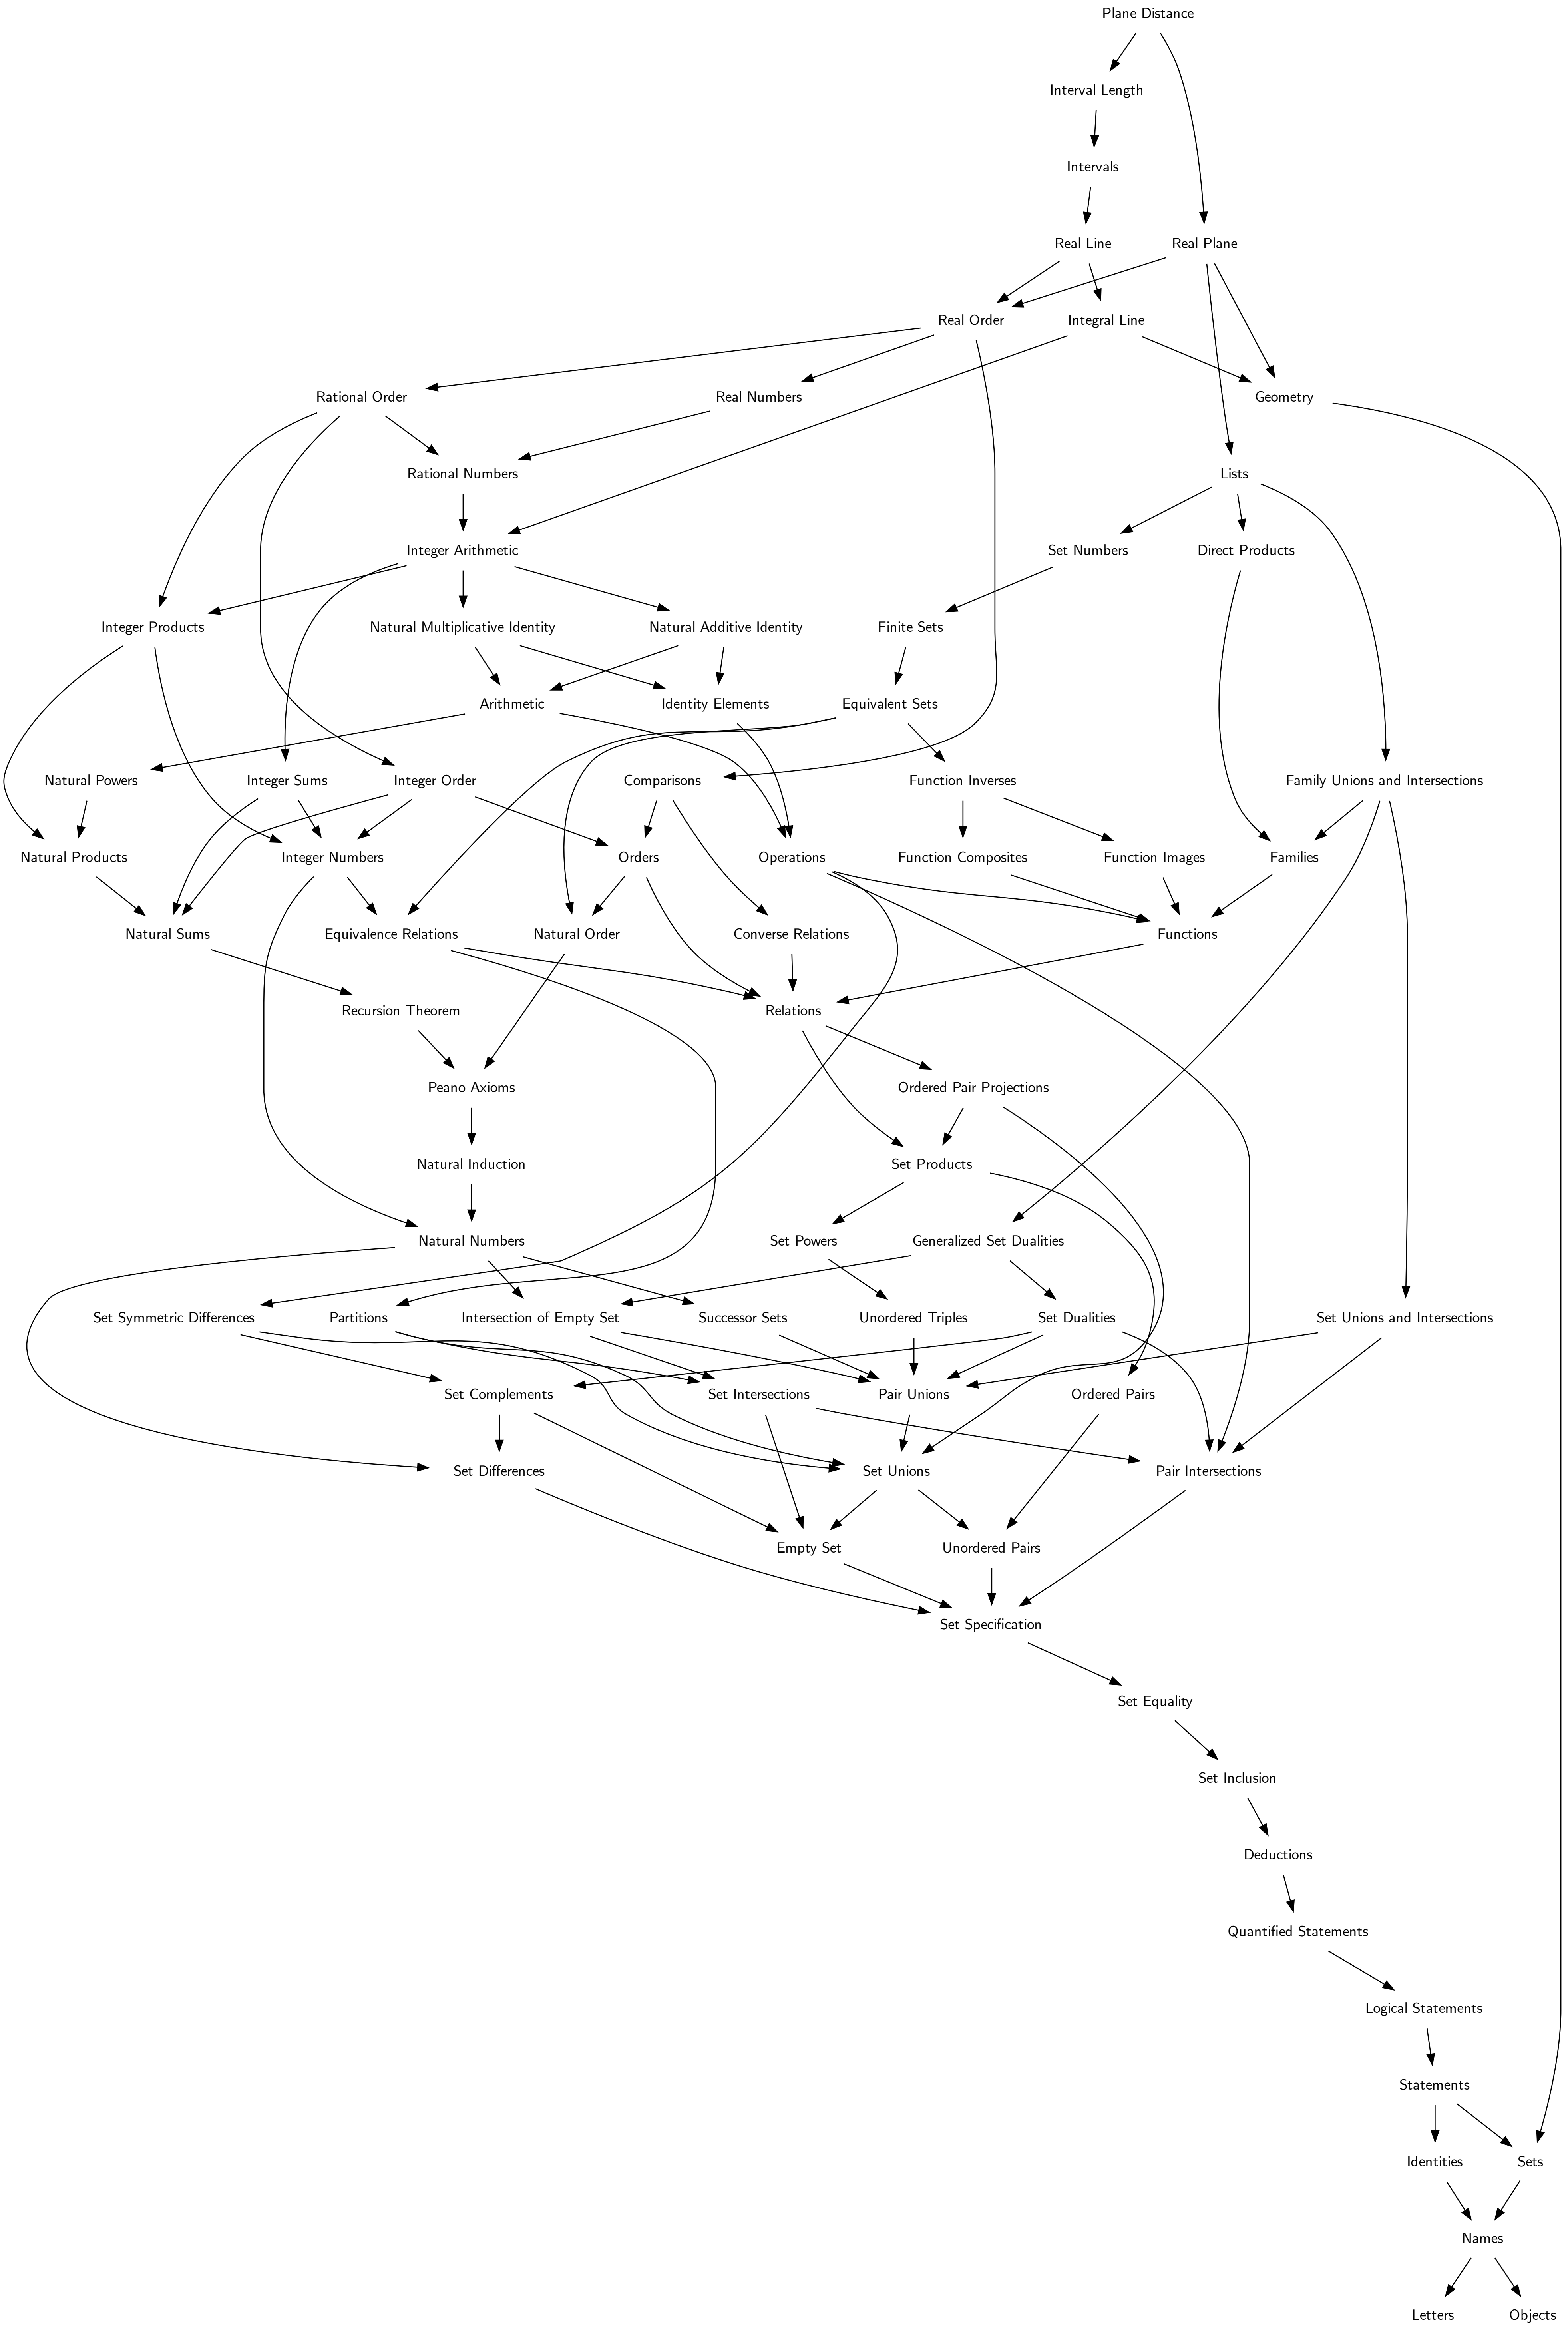 Plane Distance
Interval Length
Intervals
Real Line
Real Plane
Real Order
Integral Line
Rational Order
Real Numbers
Geometry
Rational Numbers
Lists
Integer Arithmetic
Set Numbers
Direct Products
Integer Products
Natural Multiplicative Identity
Natural Additive Identity
Finite Sets
Arithmetic
Identity Elements
Equivalent Sets
Natural Powers
Integer Sums
Integer Order
Comparisons
Function Inverses
Family Unions and Intersections
Natural Products
Integer Numbers
Orders
Operations
Function Composites
Function Images
Families
Natural Sums
Equivalence Relations
Natural Order
Converse Relations
Functions
Recursion Theorem
Relations
Peano Axioms
Ordered Pair Projections
Natural Induction
Set Products
Natural Numbers
Set Powers
Generalized Set Dualities
Set Symmetric Differences
Partitions
Intersection of Empty Set
Successor Sets
Unordered Triples
Set Dualities
Set Unions and Intersections
Set Complements
Set Intersections
Pair Unions
Ordered Pairs
Set Differences
Set Unions
Pair Intersections
Empty Set
Unordered Pairs
Set Specification
Set Equality
Set Inclusion
Deductions
Quantified Statements
Logical Statements
Statements
Identities
Sets
Names
Letters
Objects